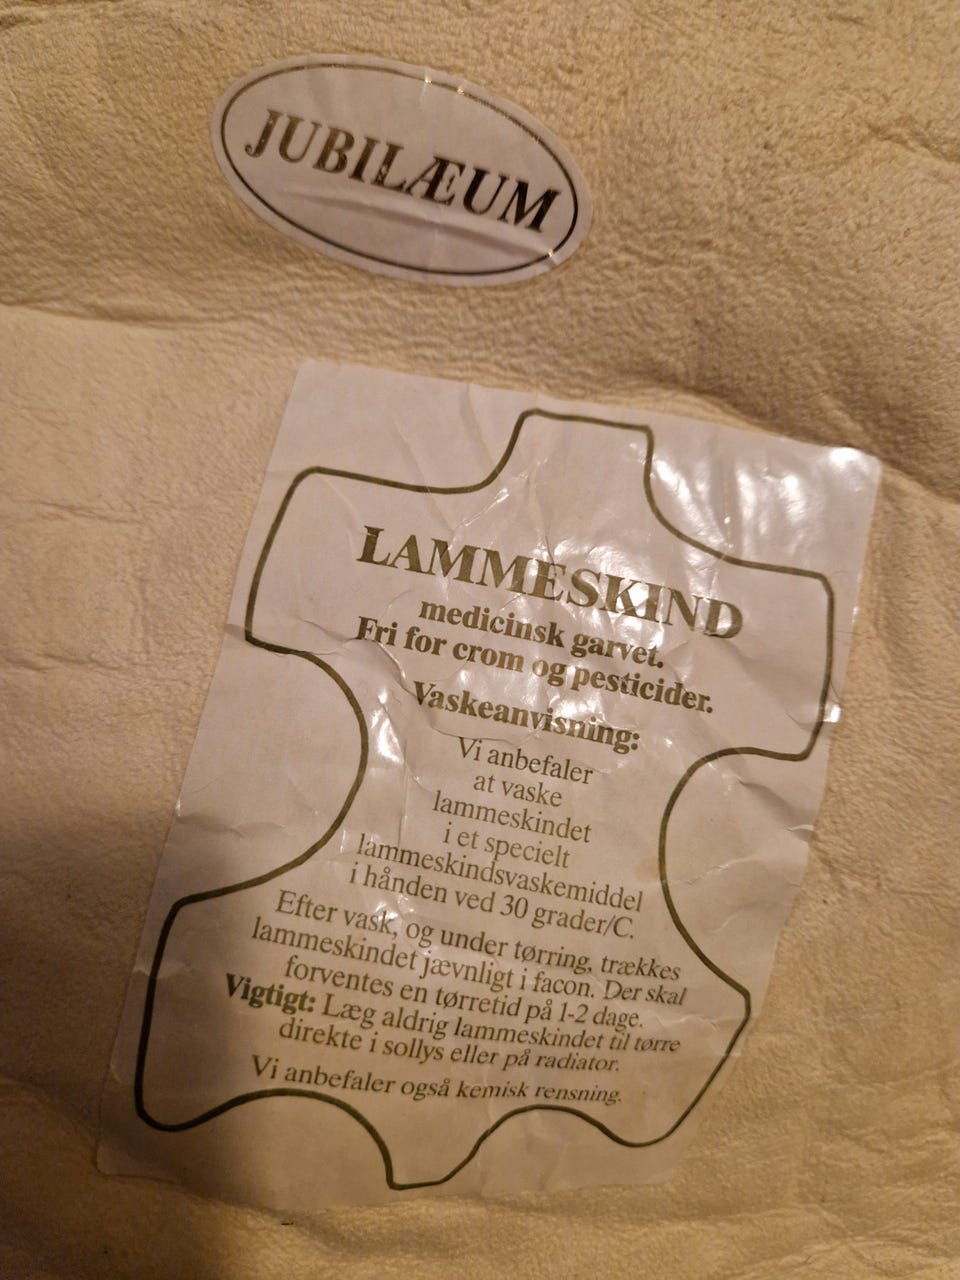 JUBILÆUM
LAMMESKIND
medicinsk garvet.
Fri for crom og pesticider.
Vaskeanvisning:
Vi anbefaler
at vaske
lammeskindet
i et specielt
lammeskindsvaskemiddel
i hånden ved 30 grader/C.
Efter vask, og under tørring, trækkes
lammeskindet jævnligt i facon. Der skal
forventes en tørretid på 1-2 dage.
Vigtigt: Læg aldrig lammeskindet til tørre
direkte i sollys eller på radiator.
Vi anbefaler også kemisk rensning.